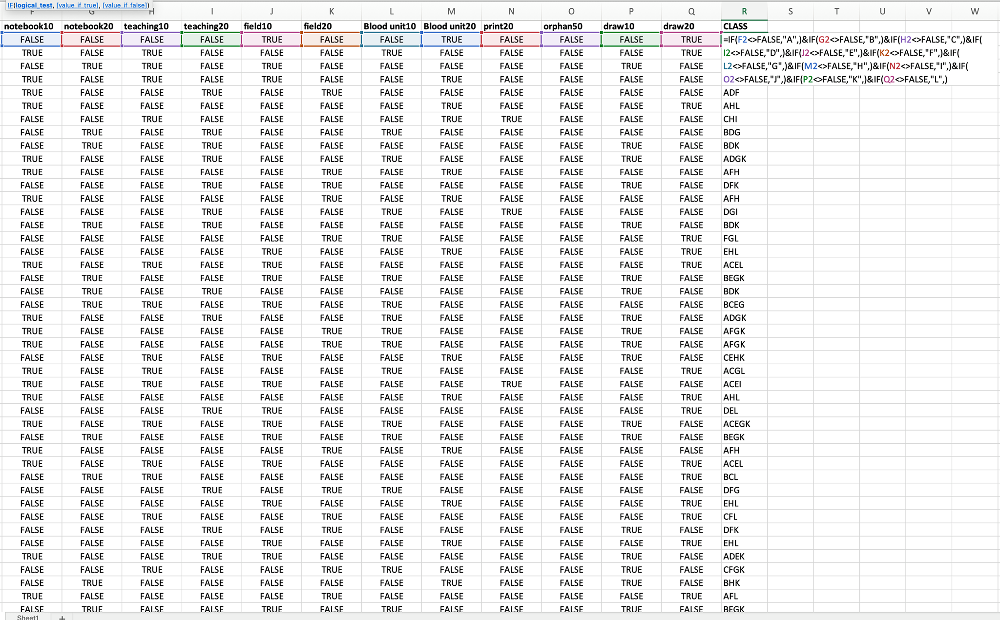 IF(logical_test, [value_if_true], [value_if_false])
F G H I J K L M N O P Q R S T U V W
notebook10 notebook20 teaching10 teaching20 field10 field20 Blood unit10 Blood unit20 print20 orphan50 draw10 draw20 CLASS
FALSE FALSE FALSE FALSE TRUE FALSE FALSE TRUE FALSE FALSE FALSE TRUE =IF(F2<>FALSE,"A",)&IF(G2<>FALSE,"B",)&IF(H2<>FALSE,"C",)&IF(
TRUE FALSE TRUE FALSE FALSE FALSE TRUE FALSE FALSE FALSE FALSE TRUE I2<>FALSE,"D",)&IF(J2<>FALSE,"E",)&IF(K2<>FALSE,"F",)&IF(
FALSE TRUE TRUE FALSE TRUE FALSE FALSE FALSE FALSE FALSE TRUE FALSE L2<>FALSE,"G",)&IF(M2<>FALSE,"H",)&IF(N2<>FALSE,"I",)&IF(
TRUE FALSE TRUE FALSE TRUE FALSE FALSE TRUE FALSE FALSE FALSE FALSE O2<>FALSE,"J",)&IF(P2<>FALSE,"K",)&IF(Q2<>FALSE,"L",)
TRUE FALSE FALSE TRUE FALSE TRUE FALSE FALSE FALSE FALSE FALSE FALSE ADF
TRUE FALSE FALSE FALSE FALSE FALSE FALSE TRUE FALSE FALSE FALSE TRUE AHL
FALSE FALSE TRUE FALSE FALSE FALSE FALSE TRUE TRUE FALSE FALSE FALSE CHI
FALSE TRUE FALSE TRUE FALSE FALSE TRUE FALSE FALSE FALSE FALSE FALSE BDG
FALSE TRUE FALSE TRUE FALSE FALSE FALSE FALSE FALSE FALSE TRUE FALSE BDK
TRUE FALSE FALSE TRUE FALSE FALSE TRUE FALSE FALSE FALSE TRUE FALSE ADGK
TRUE FALSE FALSE FALSE FALSE TRUE FALSE TRUE FALSE FALSE FALSE FALSE AFH
FALSE FALSE FALSE TRUE FALSE TRUE FALSE FALSE FALSE FALSE TRUE FALSE DFK
TRUE FALSE FALSE FALSE FALSE TRUE FALSE TRUE FALSE FALSE FALSE FALSE AFH
FALSE FALSE FALSE TRUE FALSE FALSE TRUE FALSE TRUE FALSE FALSE FALSE DGI
FALSE TRUE FALSE TRUE FALSE FALSE FALSE FALSE FALSE FALSE TRUE FALSE BDK
FALSE FALSE FALSE FALSE FALSE TRUE TRUE FALSE FALSE FALSE FALSE TRUE FGL
FALSE FALSE FALSE FALSE TRUE FALSE FALSE TRUE FALSE FALSE FALSE TRUE EHL
TRUE FALSE TRUE FALSE TRUE FALSE FALSE FALSE FALSE FALSE FALSE TRUE ACEL
FALSE TRUE FALSE FALSE TRUE FALSE TRUE FALSE FALSE FALSE TRUE FALSE BEGK
FALSE TRUE FALSE TRUE FALSE FALSE FALSE FALSE FALSE FALSE TRUE FALSE BDK
FALSE TRUE TRUE FALSE TRUE FALSE TRUE FALSE FALSE FALSE FALSE FALSE BCEG
TRUE FALSE FALSE TRUE FALSE FALSE TRUE FALSE FALSE FALSE TRUE FALSE ADGK
TRUE FALSE FALSE FALSE FALSE TRUE TRUE FALSE FALSE FALSE TRUE FALSE AFGK
TRUE FALSE FALSE FALSE FALSE TRUE TRUE FALSE FALSE FALSE TRUE FALSE AFGK
FALSE FALSE TRUE FALSE TRUE FALSE FALSE TRUE FALSE FALSE TRUE FALSE CEHK
TRUE FALSE TRUE FALSE FALSE FALSE TRUE FALSE FALSE FALSE FALSE TRUE ACGL
TRUE FALSE TRUE FALSE TRUE FALSE FALSE FALSE TRUE FALSE FALSE FALSE ACEI
TRUE FALSE FALSE FALSE FALSE FALSE FALSE TRUE FALSE FALSE FALSE TRUE AHL
FALSE FALSE FALSE TRUE TRUE FALSE FALSE FALSE FALSE FALSE FALSE TRUE DEL
TRUE FALSE TRUE FALSE TRUE FALSE TRUE FALSE FALSE FALSE TRUE FALSE ACEGK
FALSE TRUE FALSE FALSE TRUE FALSE TRUE FALSE FALSE FALSE TRUE FALSE BEGK
TRUE FALSE FALSE FALSE FALSE TRUE FALSE TRUE FALSE FALSE FALSE FALSE AFH
TRUE FALSE TRUE FALSE TRUE FALSE FALSE FALSE FALSE FALSE FALSE TRUE ACEL
FALSE TRUE TRUE FALSE FALSE FALSE FALSE FALSE FALSE FALSE FALSE TRUE BCL
FALSE FALSE FALSE TRUE FALSE TRUE TRUE FALSE FALSE FALSE FALSE FALSE DFG
FALSE FALSE FALSE FALSE TRUE FALSE FALSE TRUE FALSE FALSE FALSE TRUE EHL
FALSE FALSE TRUE FALSE FALSE TRUE FALSE FALSE FALSE FALSE FALSE TRUE CFL
FALSE FALSE FALSE TRUE FALSE TRUE FALSE FALSE FALSE FALSE TRUE FALSE DFK
FALSE FALSE FALSE FALSE TRUE FALSE FALSE TRUE FALSE FALSE FALSE TRUE EHL
TRUE FALSE FALSE TRUE TRUE FALSE FALSE FALSE FALSE FALSE TRUE FALSE ADEK
FALSE FALSE TRUE FALSE FALSE TRUE TRUE FALSE FALSE FALSE TRUE FALSE CFGK
FALSE TRUE FALSE FALSE FALSE FALSE FALSE TRUE FALSE FALSE TRUE FALSE BHK
TRUE FALSE FALSE FALSE FALSE TRUE FALSE FALSE FALSE FALSE FALSE TRUE AFL
FALSE TRUE FALSE FALSE TRUE FALSE TRUE FALSE FALSE FALSE TRUE FALSE BEGK
Sheet1 +